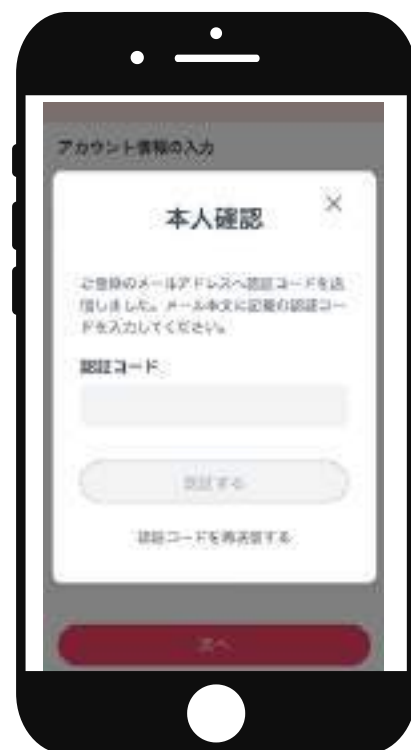 アカウント情報の入力
本人確認
ご登録のメールアドレスへ認証コードを送
信しました。メール本文に記載の認証コー
ドを入力してください。
認証コード
認証する
認証コードを再送信する
次へ